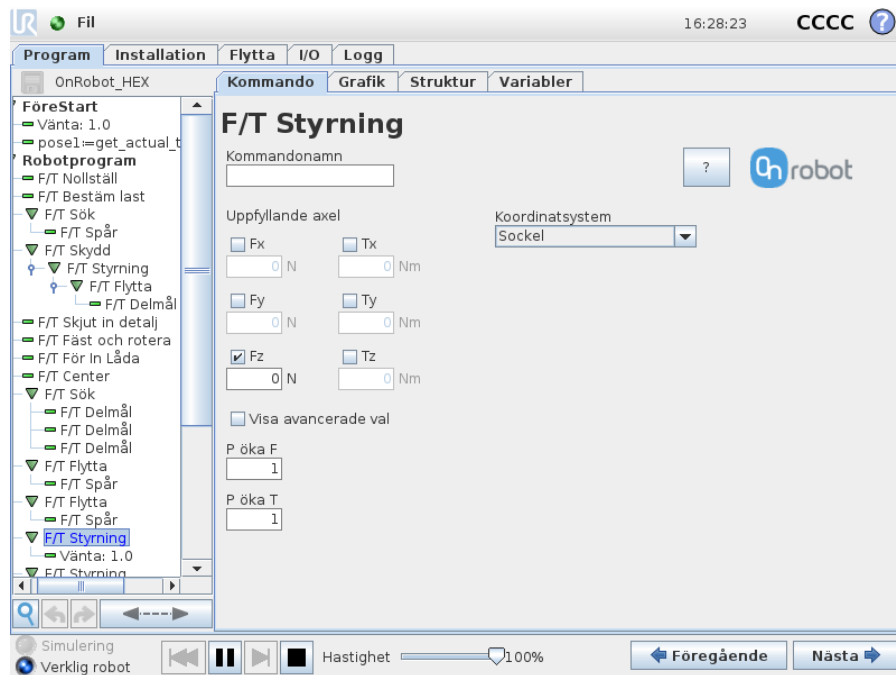 Fil
16:28:23
CCCC
?
Program Installation Flytta I/O Logg
OnRobot_HEX
Kommando Grafik Struktur Variabler
FöreStart
Vänta: 1.0
pose1:=get_actual_t
Robotprogram
F/T Nollställ
F/T Bestäm last
F/T Sök
F/T Spår
F/T Skydd
F/T Styrning
F/T Flytta
F/T Delmål
F/T Skjut in detalj
F/T Fäst och rotera
F/T För In Låda
F/T Center
F/T Sök
F/T Delmål
F/T Delmål
F/T Delmål
F/T Flytta
F/T Spår
F/T Flytta
F/T Spår
F/T Styrning
Vänta: 1.0
F/T Styrning
F/T Styrning
Kommandonamn
?
On robot
Uppfyllande axel
Koordinatsystem
Sockel
Fx Tx
0 N 0 Nm
Fy Ty
0 N 0 Nm
Fz Tz
0 N 0 Nm
Visa avancerade val
P öka F
1
P öka T
1
Simulering
Verklig robot
Hastighet 100%
Föregående
Nästa